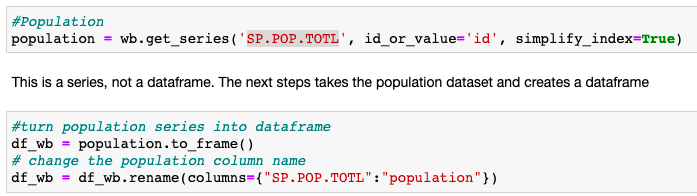 #Population
population = wb.get_series('SP.POP.TOTL', id_or_value='id', simplify_index=True)
This is a series, not a dataframe. The next steps takes the population dataset and creates a dataframe
#turn population series into dataframe
df_wb = population.to_frame()
# change the population column name
df_wb = df_wb.rename(columns={"SP.POP.TOTL":"population"})